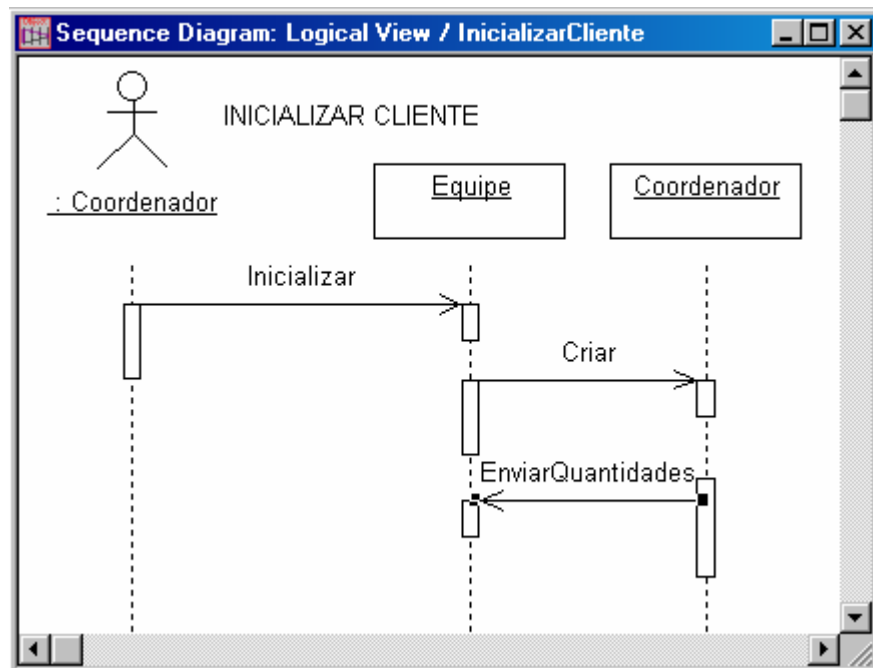 Sequence Diagram: Logical View / InicializarCliente
INICIALIZAR CLIENTE
: Coordenador
Equipe
Coordenador
Inicializar
Criar
EnviarQuantidades